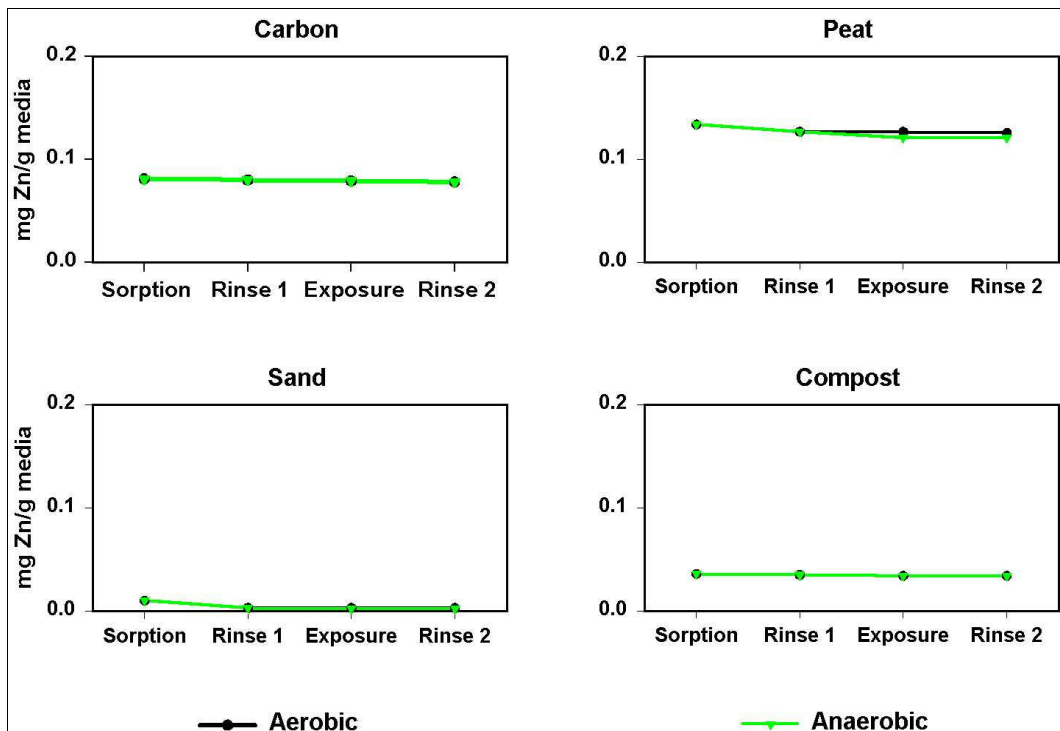 Carbon
Peat
mg Zn/g media
0.2
0.1
0.0
Sorption Rinse 1 Exposure Rinse 2
0.2
0.1
0.0
Sorption Rinse 1 Exposure Rinse 2
Sand
Compost
mg Zn/g media
0.2
0.1
0.0
Sorption Rinse 1 Exposure Rinse 2
0.2
0.1
0.0
Sorption Rinse 1 Exposure Rinse 2
Aerobic
Anaerobic